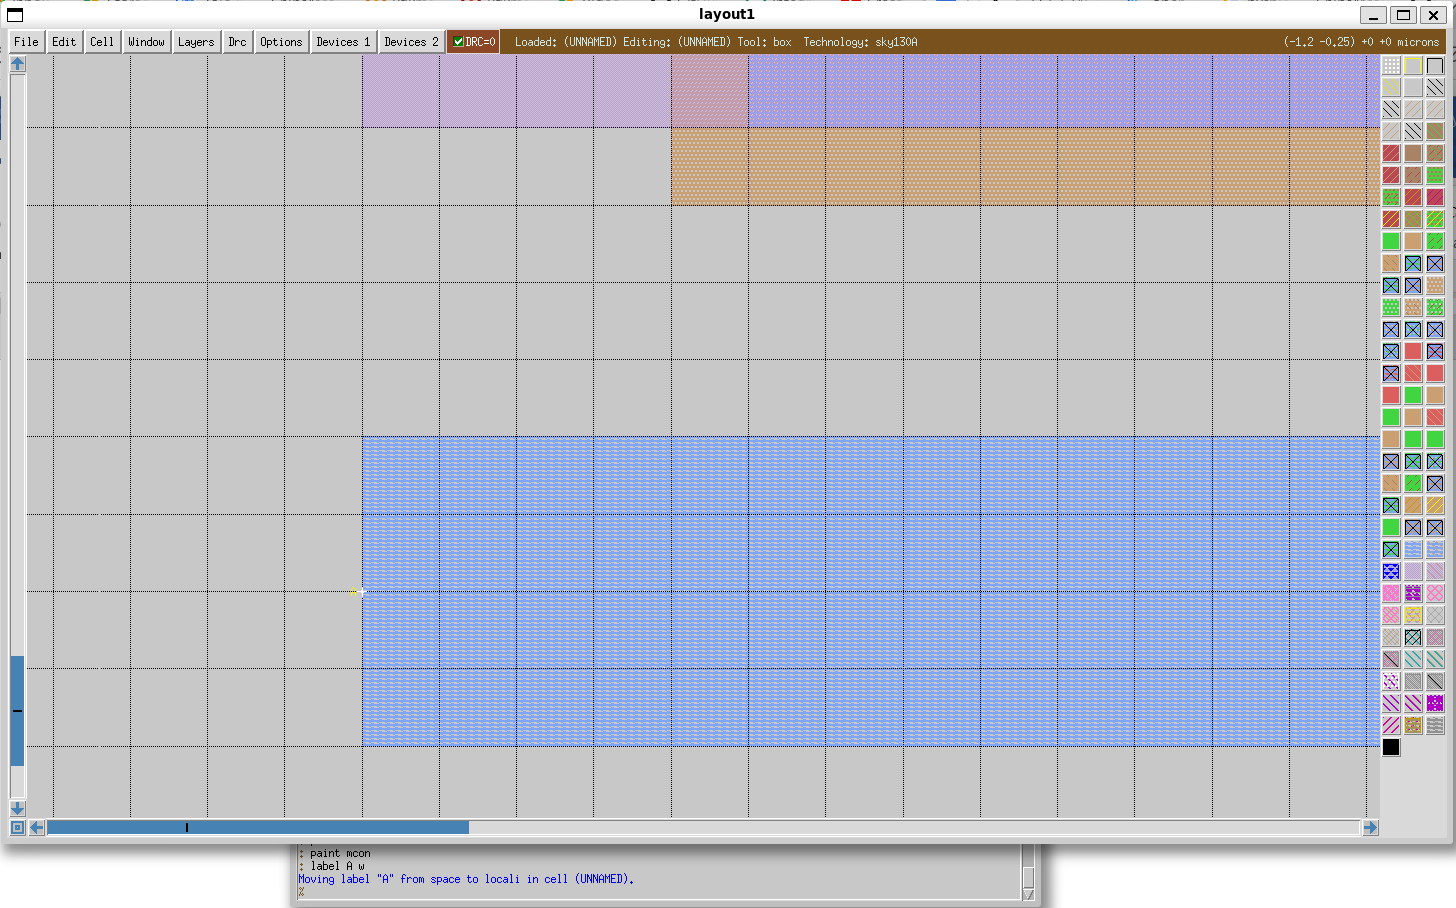 layout1
File Edit Cell Window Layers Drc Options Devices 1 Devices 2 DRC=0 Loaded: (UNNAMED) Editing: (UNNAMED) Tool: box Technology: sky130A (-1.2 -0.25) +0 +0 microns
: paint mcon
: label A w
Moving label "A" from space to locali in cell (UNNAMED).
%